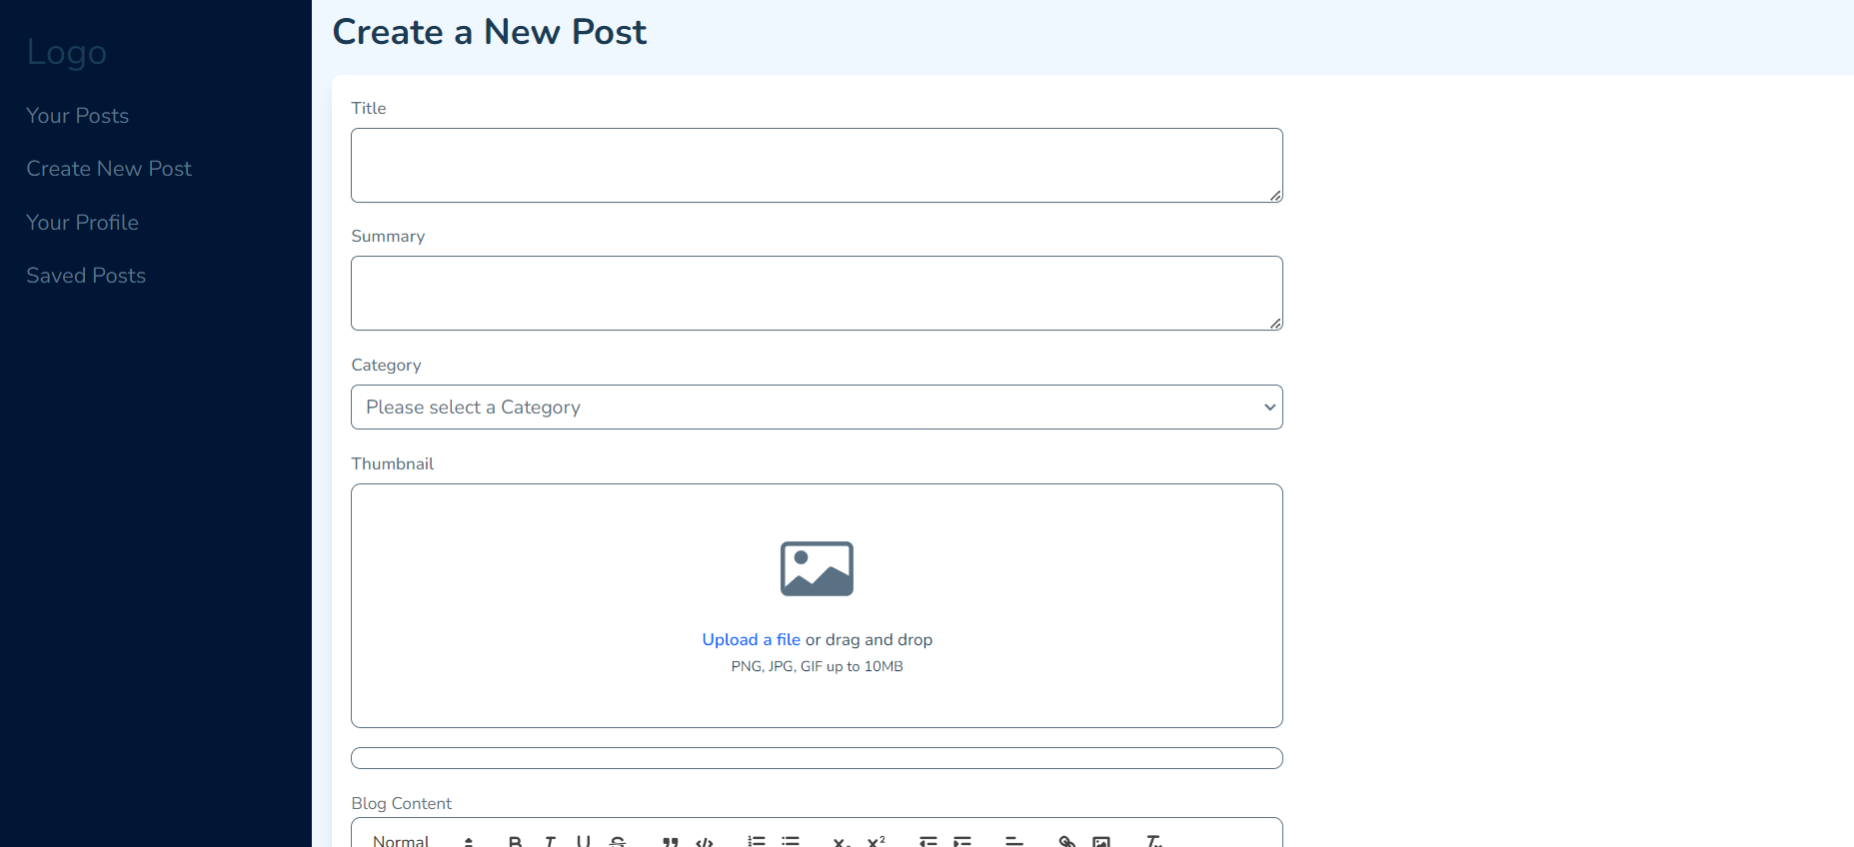 Logo
Your Posts
Create New Post
Your Profile
Saved Posts
Create a New Post
Title
Summary
Category
Please select a Category
Thumbnail
Upload a file or drag and drop
PNG, JPG, GIF up to 10MB
Blog Content
Normal